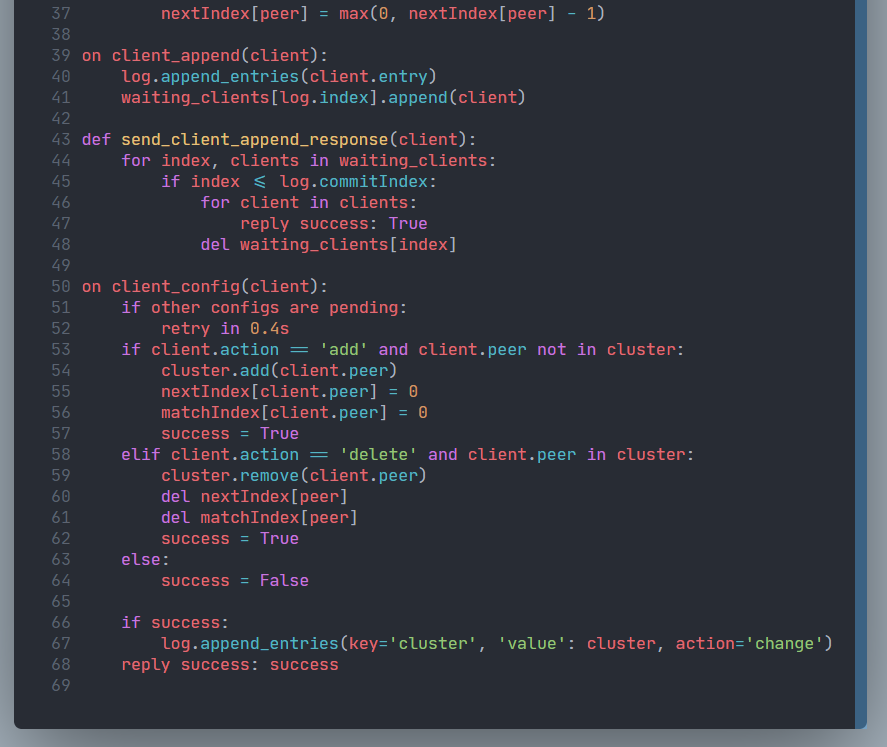 37 nextIndex[peer] = max(0, nextIndex[peer] - 1)
38
39 on client_append(client):
40 log.append_entries(client.entry)
41 waiting_clients[log.index].append(client)
42
43 def send_client_append_response(client):
44 for index, clients in waiting_clients:
45 if index ⩽ log.commitIndex:
46 for client in clients:
47 reply success: True
48 del waiting_clients[index]
49
50 on client_config(client):
51 if other configs are pending:
52 retry in 0.4s
53 if client.action == 'add' and client.peer not in cluster:
54 cluster.add(client.peer)
55 nextIndex[client.peer] = 0
56 matchIndex[client.peer] = 0
57 success = True
58 elif client.action == 'delete' and client.peer in cluster:
59 cluster.remove(client.peer)
60 del nextIndex[peer]
61 del matchIndex[peer]
62 success = True
63 else:
64 success = False
65
66 if success:
67 log.append_entries(key='cluster', 'value': cluster, action='change')
68 reply success: success
69